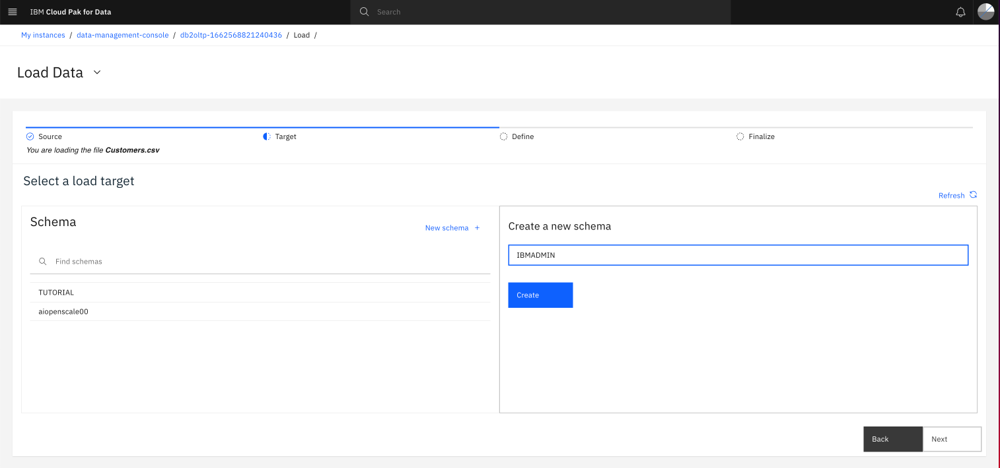 IBM Cloud Pak for Data
Search
My instances / data-management-console / db2oltp-1662568821240436 / Load /
Load Data
Source
Target
Define
Finalize
You are loading the file Customers.csv
Select a load target
Refresh
Schema
New schema +
Find schemas
TUTORIAL
aiopenscale00
Create a new schema
IBMADMIN
Create
Back
Next